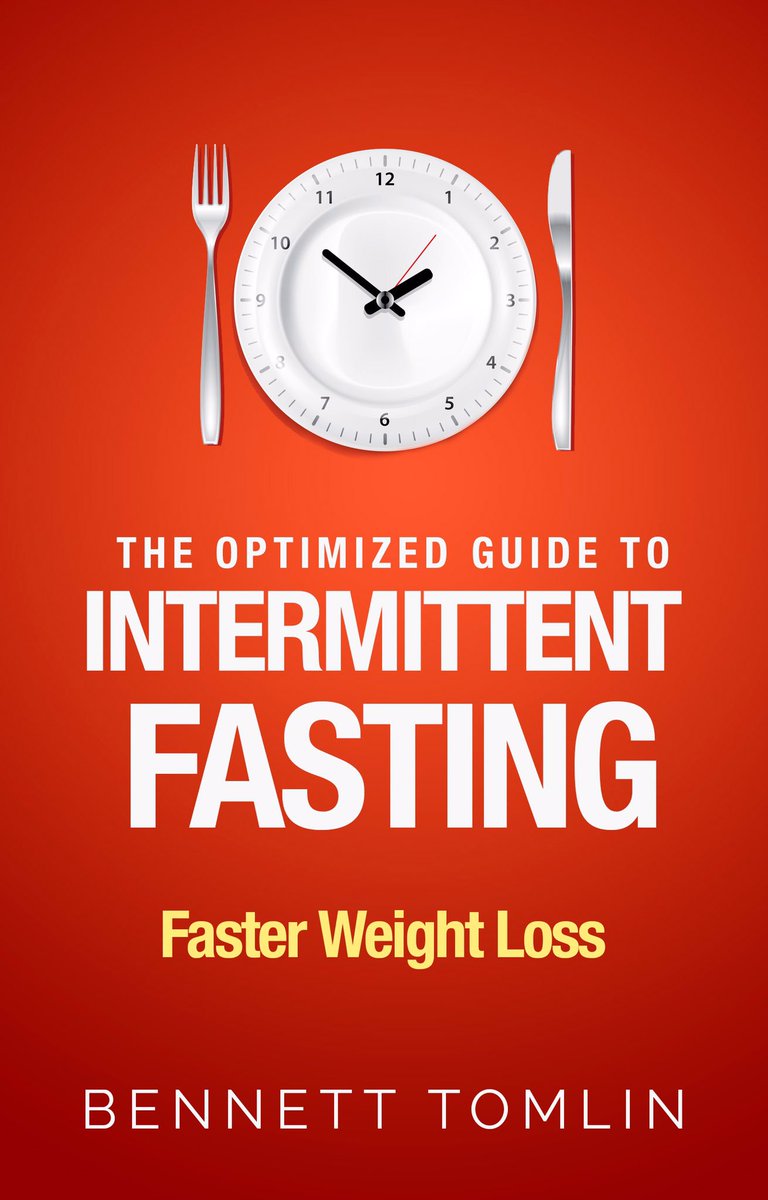 12
11
1
10
2
9
3
8
4
7
5
6
THE OPTIMIZED GUIDE TO
INTERMITTENT
FASTING
Faster Weight Loss
BENNETT TOMLIN